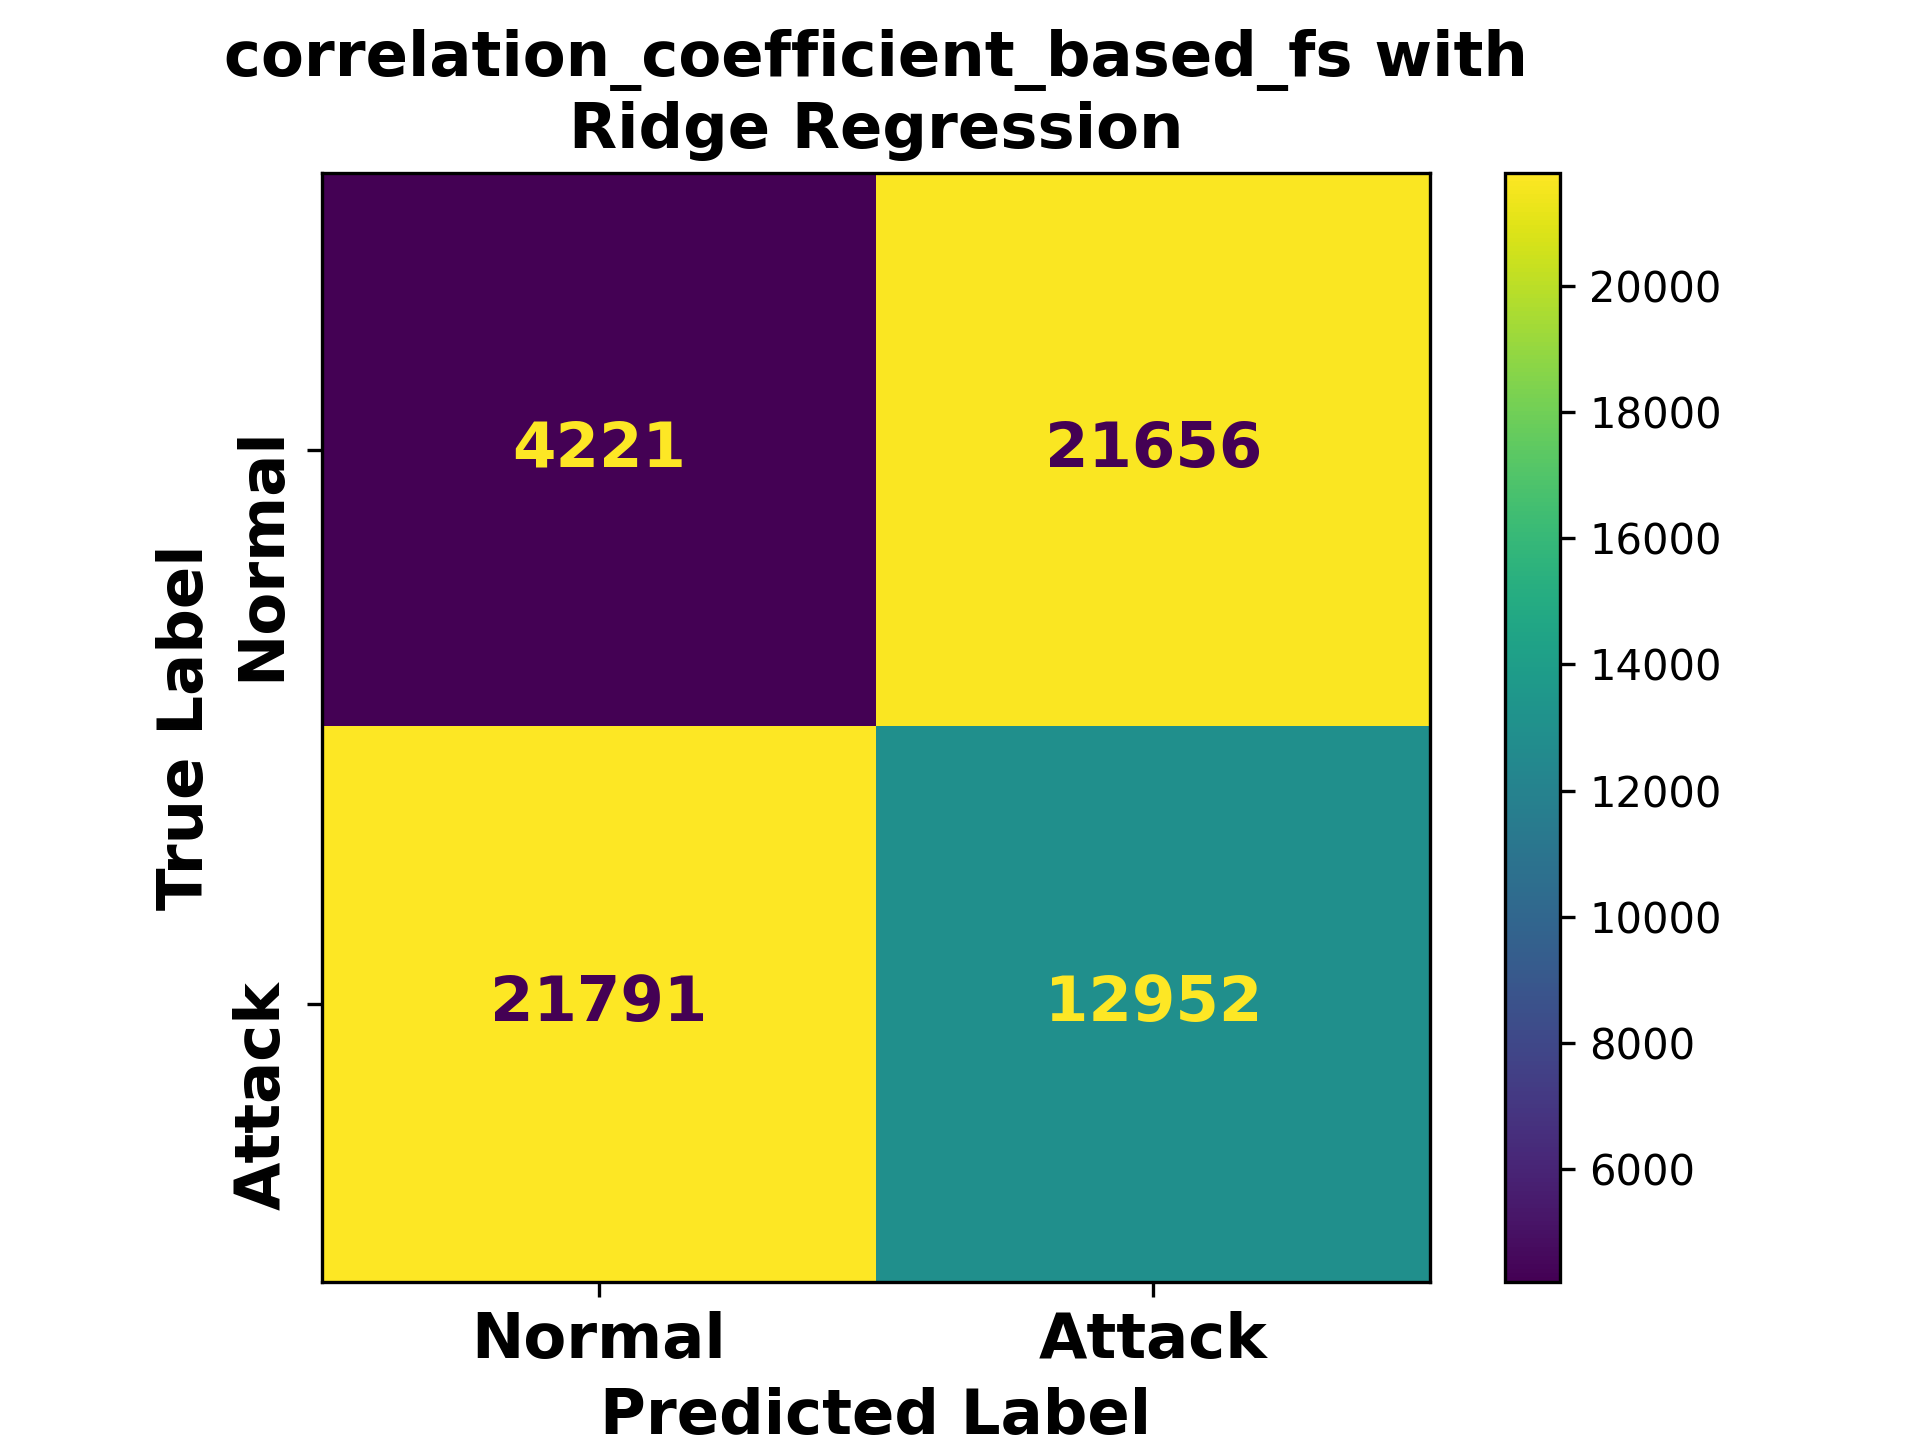 correlation_coefficient_based_fs with
Ridge Regression
True Label
Normal
Attack
4221
21656
21791
12952
Normal
Attack
Predicted Label
20000
18000
16000
14000
12000
10000
8000
6000